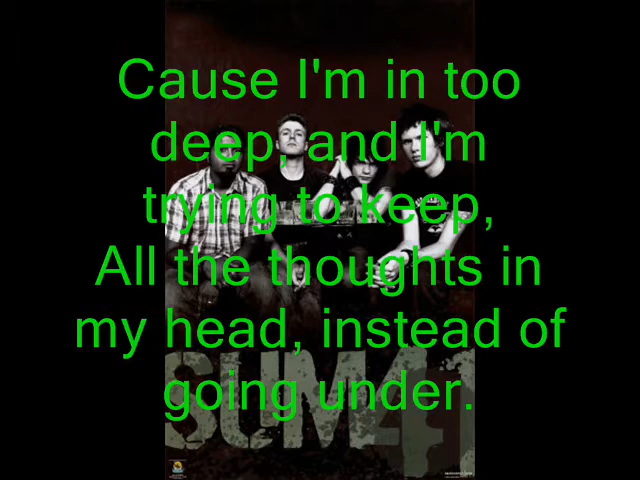 Cause I'm in too
deep, and I'm
trying to keep,
All the thoughts in
my head, instead of
going under.
SUM 41